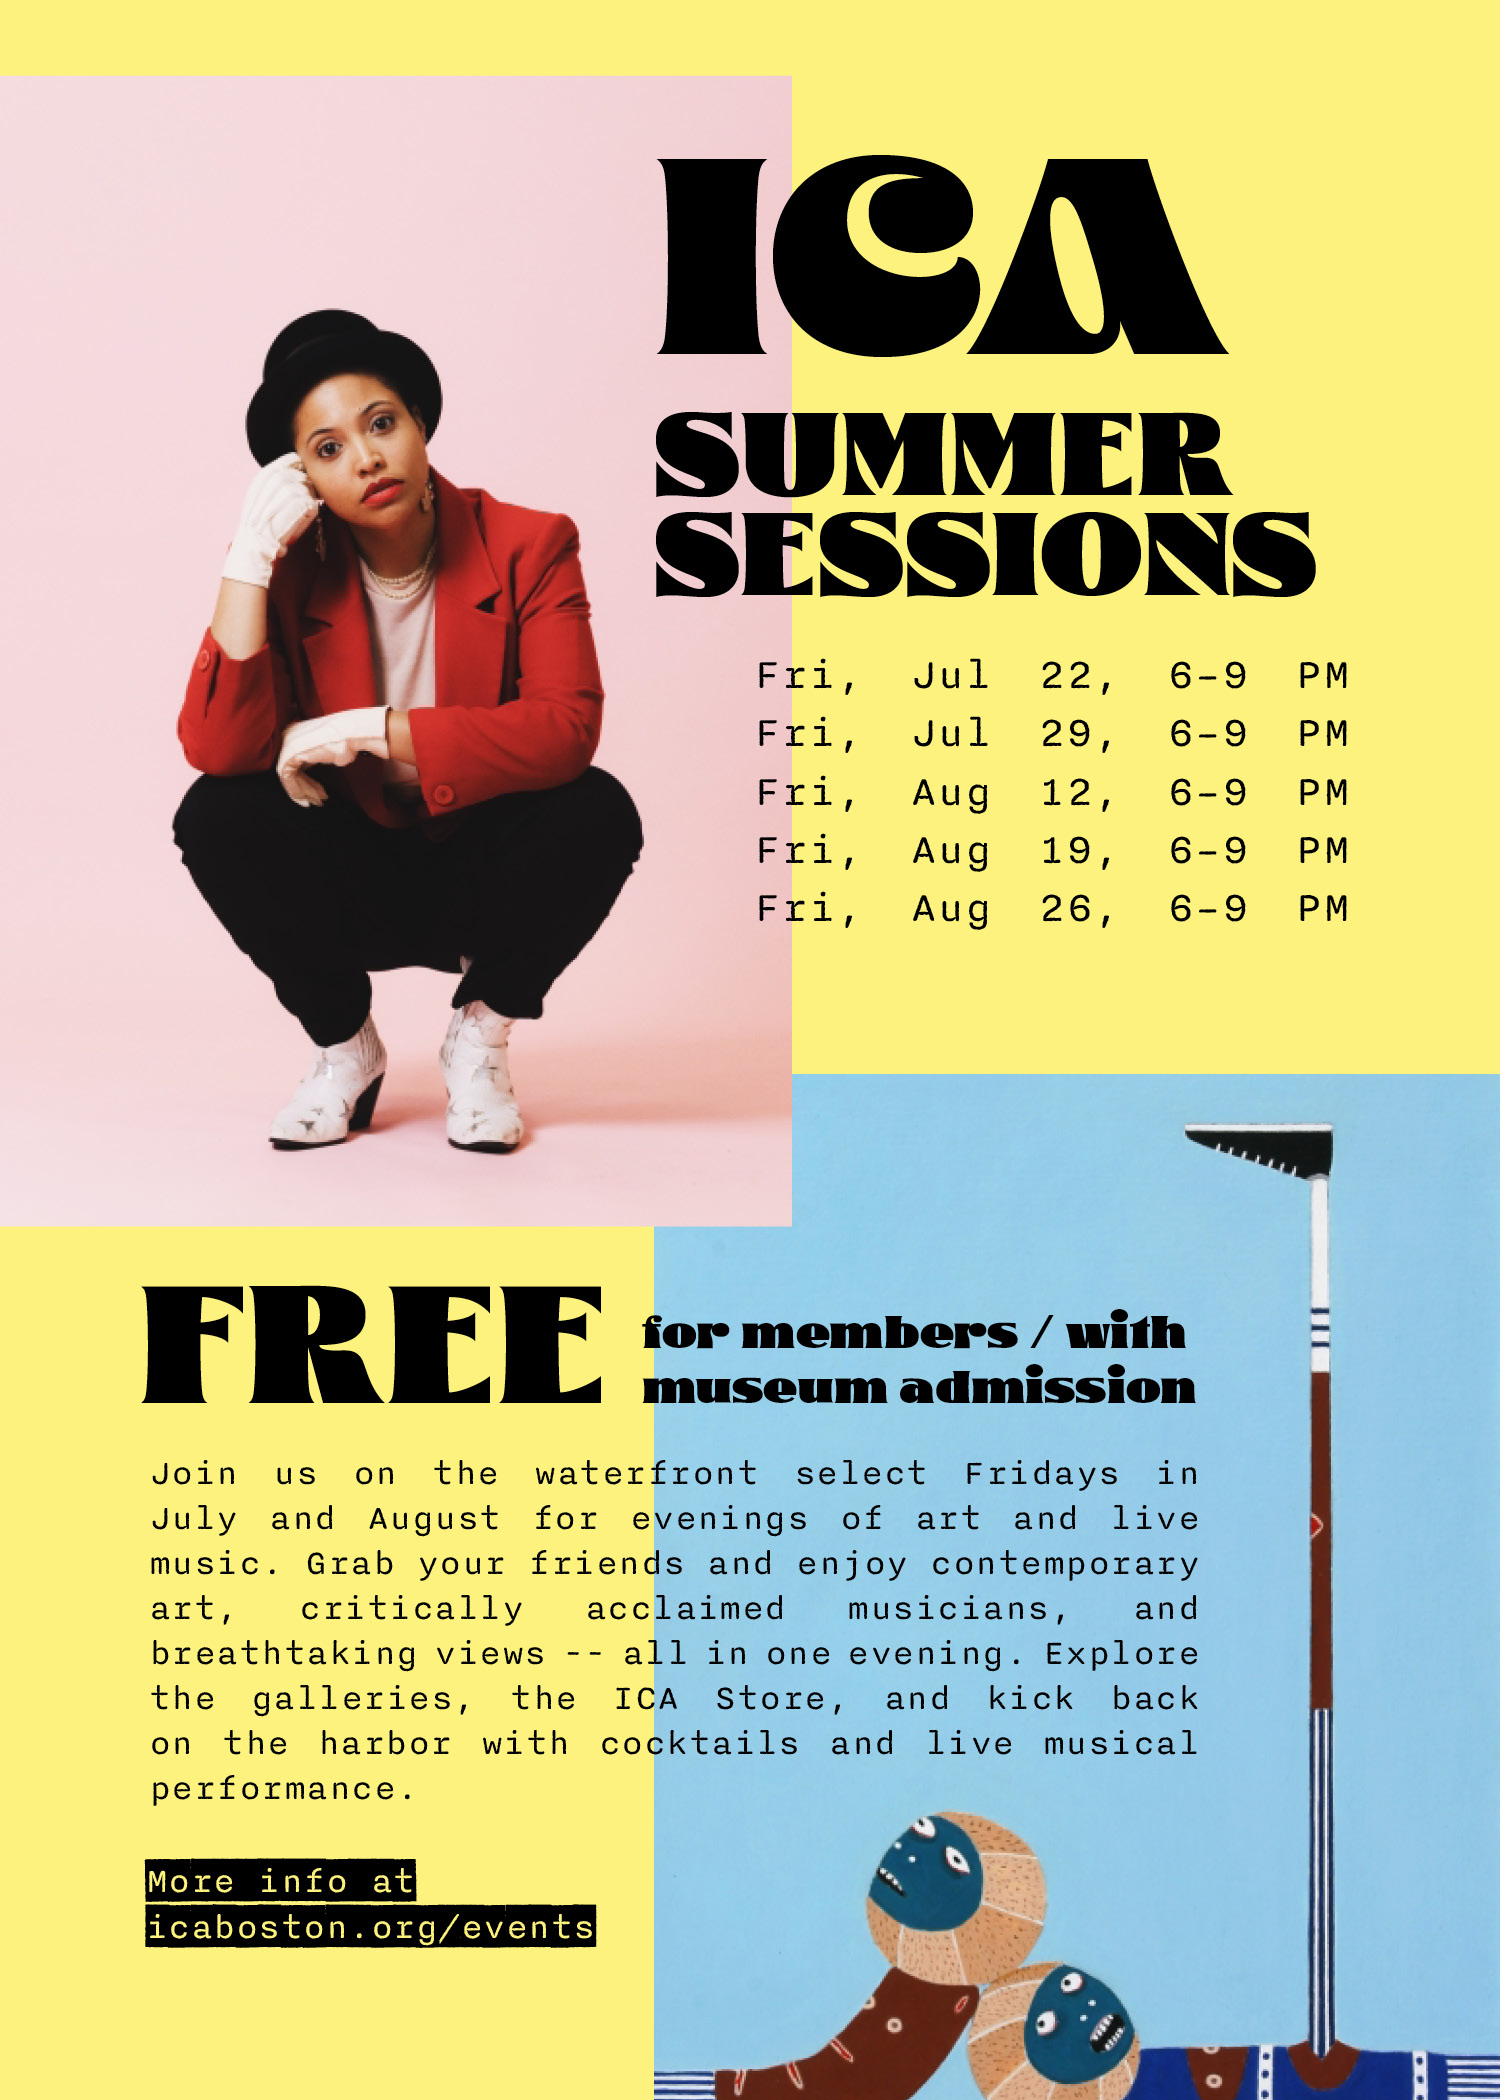 ICA
SUMMER
SESSIONS
Fri, Jul 22, 6–9 PM
Fri, Jul 29, 6–9 PM
Fri, Aug 12, 6–9 PM
Fri, Aug 19, 6–9 PM
Fri, Aug 26, 6–9 PM
FREE for members / with
museum admission
Join us on the waterfront select Fridays in
July and August for evenings of art and live
music. Grab your friends and enjoy contemporary
art, critically acclaimed musicians, and
breathtaking views -- all in one evening. Explore
the galleries, the ICA Store, and kick back
on the harbor with cocktails and live musical
performance.
More info at
icaboston.org/events